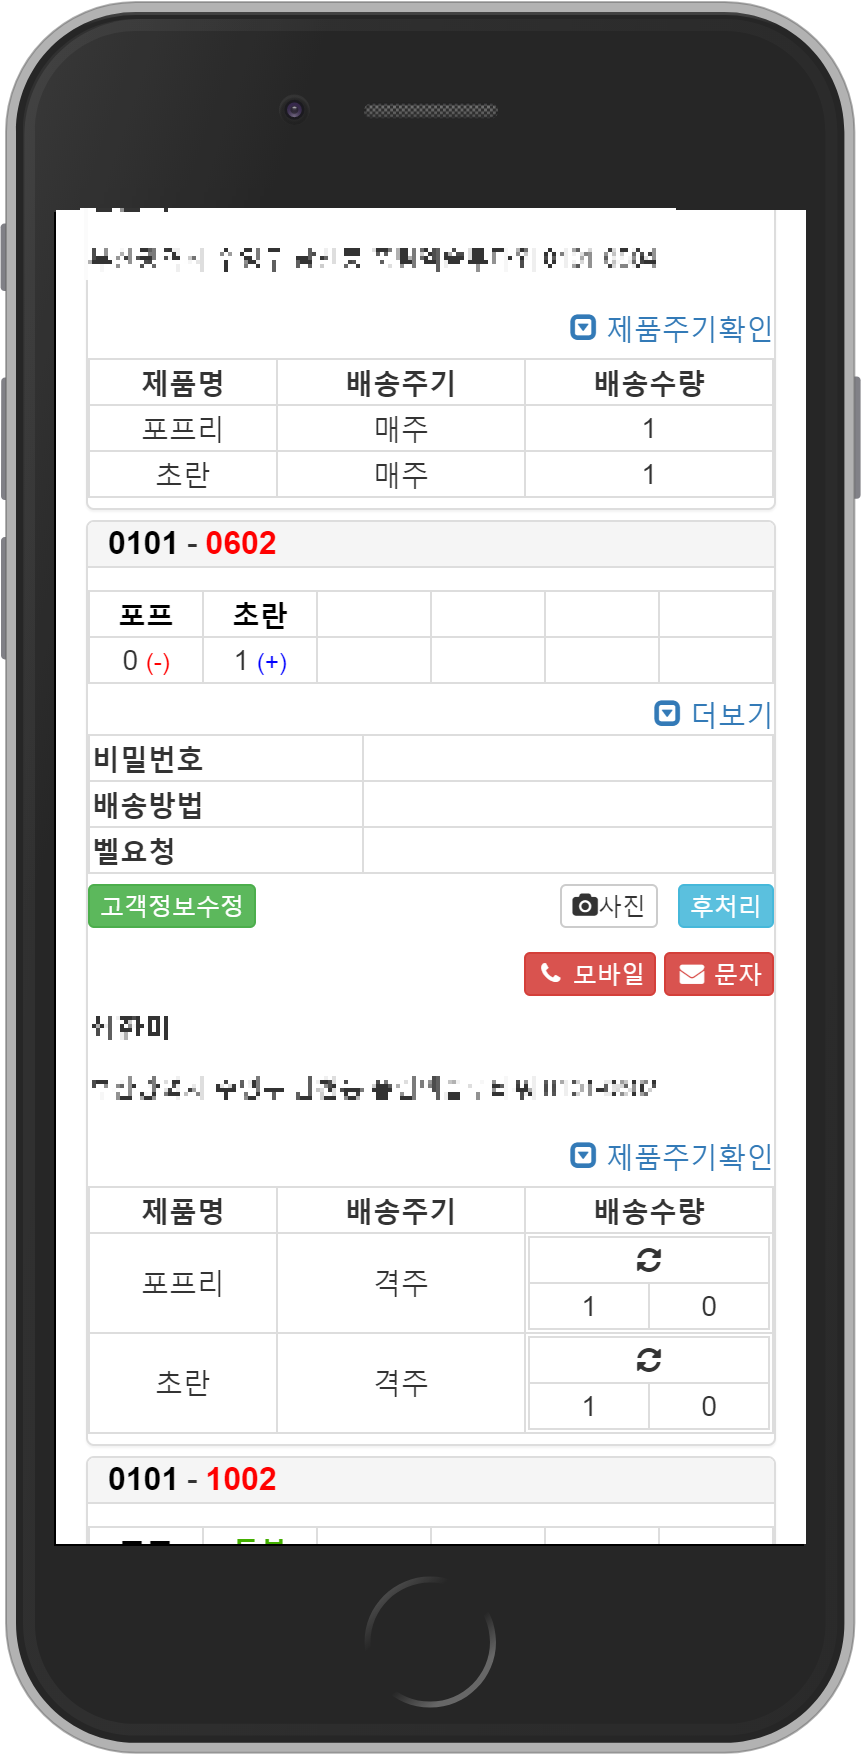 제품주기확인
제품명 배송주기 배송수량
포프리 매주 1
초란 매주 1
0101 - 0602
포프 초란
0 (-) 1 (+)
더보기
비밀번호
배송방법
벨요청
고객정보수정 사진 후처리
모바일 문자
제품주기확인
제품명 배송주기 배송수량
포프리 격주 1 0
초란 격주 1 0
0101 - 1002